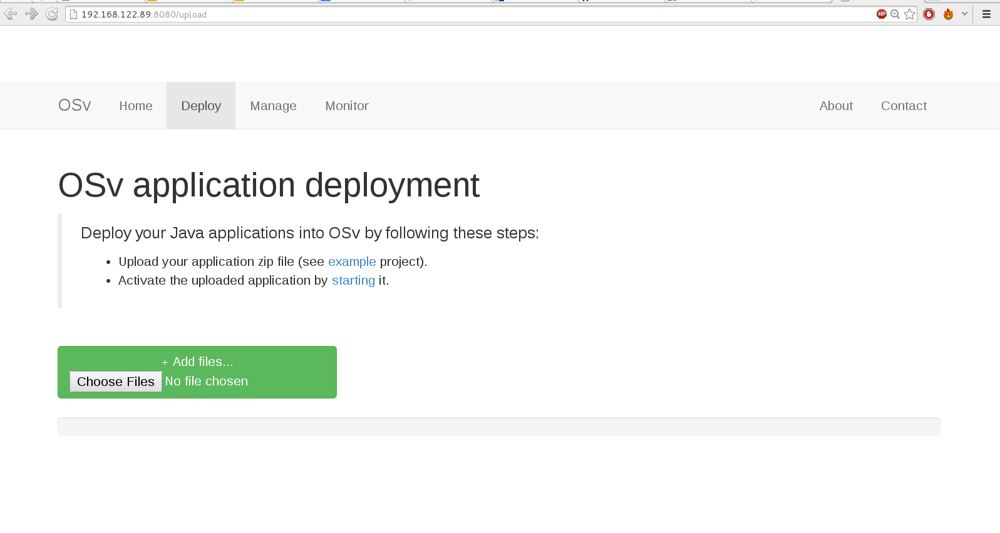 192.168.122.89:8080/upload
ABP
OSv Home Deploy Manage Monitor About Contact
OSv application deployment
Deploy your Java applications into OSv by following these steps:
• Upload your application zip file (see example project).
• Activate the uploaded application by starting it.
+ Add files...
Choose Files No file chosen